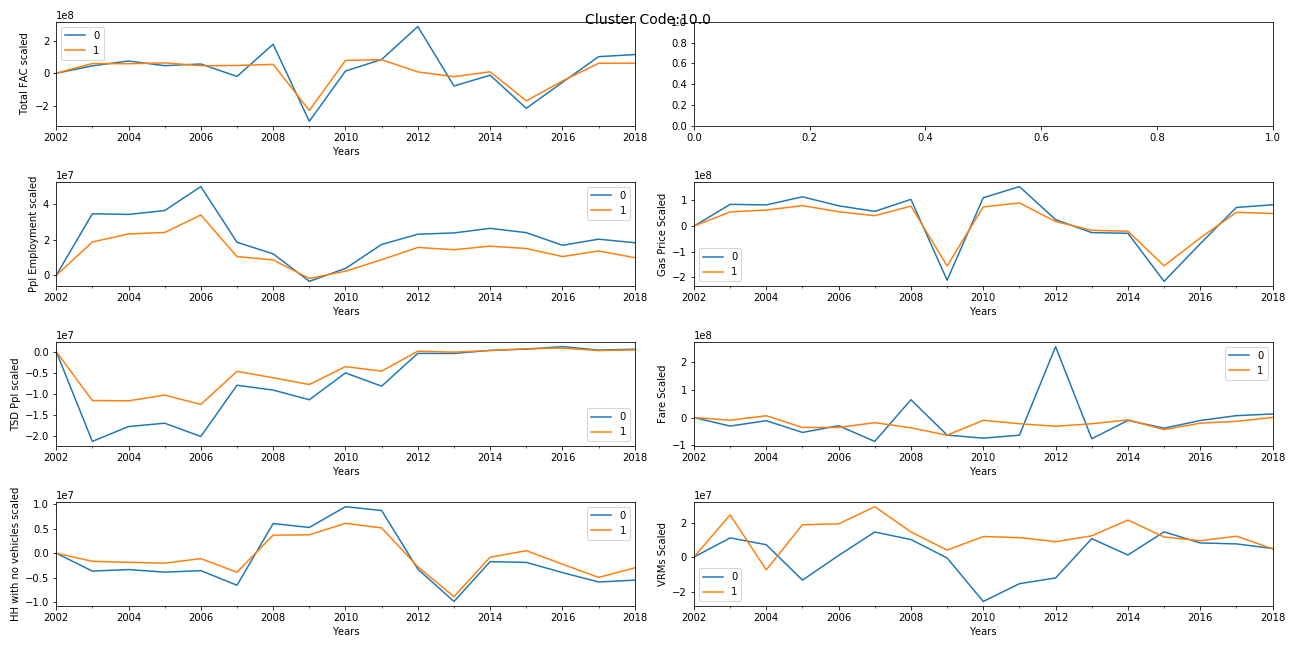 Cluster Code:10.0
1e8
Total FAC scaled
2
0
−2
0
1
2002 2004 2006 2008 2010 2012 2014 2016 2018
Years
1.0
0.8
0.6
0.4
0.2
0.0
0.0 0.2 0.4 0.6 0.8 1.0
1e7
Ppl Employment scaled
4
2
0
0
1
2002 2004 2006 2008 2010 2012 2014 2016 2018
Years
1e8
Gas Price Scaled
1
0
−1
−2
0
1
2002 2004 2006 2008 2010 2012 2014 2016 2018
Years
1e7
TSD Ppl scaled
0.0
−0.5
−1.0
−1.5
−2.0
0
1
2002 2004 2006 2008 2010 2012 2014 2016 2018
Years
1e8
Fare Scaled
2
1
0
−1
0
1
2002 2004 2006 2008 2010 2012 2014 2016 2018
Years
1e7
HH with no vehicles scaled
1.0
0.5
0.0
−0.5
−1.0
0
1
2002 2004 2006 2008 2010 2012 2014 2016 2018
Years
1e7
VRMs Scaled
2
0
−2
0
1
2002 2004 2006 2008 2010 2012 2014 2016 2018
Years